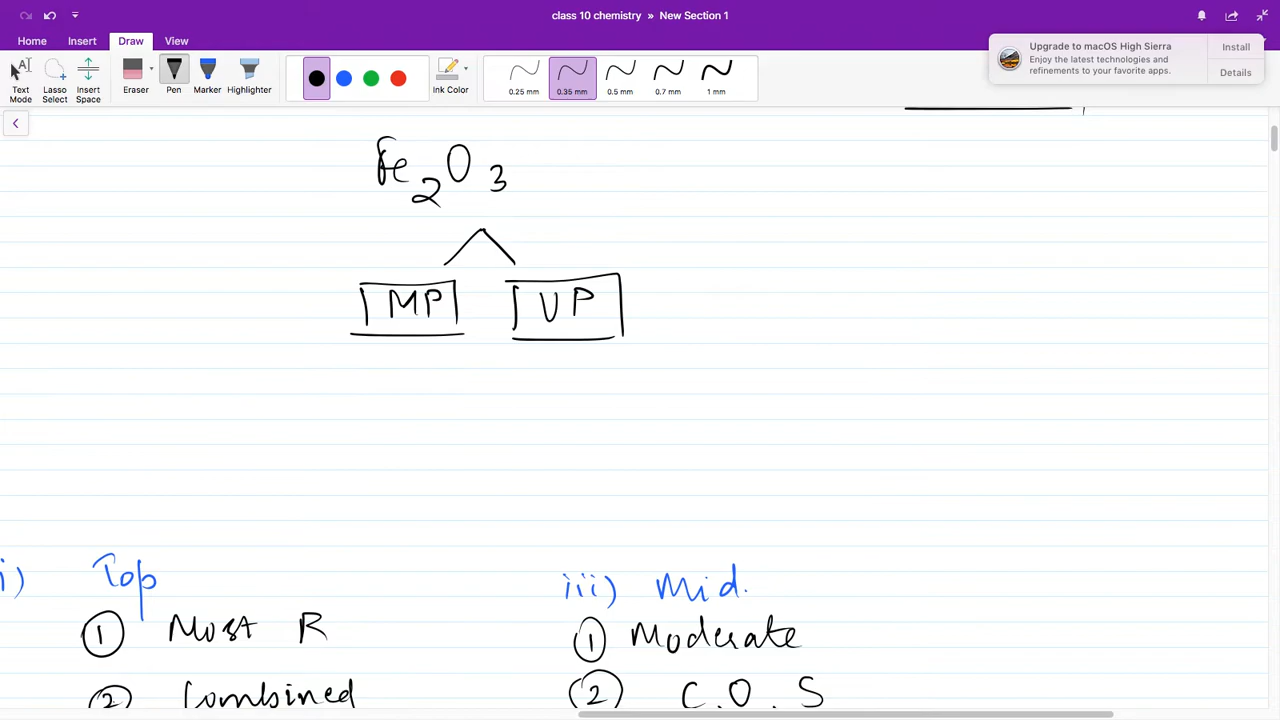 class 10 chemistry » New Section 1
Home Insert Draw View
Upgrade to macOS High Sierra
Enjoy the latest technologies and
refinements to your favorite apps.
Install
Details
Text Mode
Lasso Select
Insert Space
Eraser
Pen
Marker
Highlighter
Ink Color
0.25 mm 0.35 mm 0.5 mm 0.7 mm 1 mm
Fe2O3
MP UP
i) Top
1 Most R
2 Combined
iii) Mid.
1 Moderate
2 C.O.S